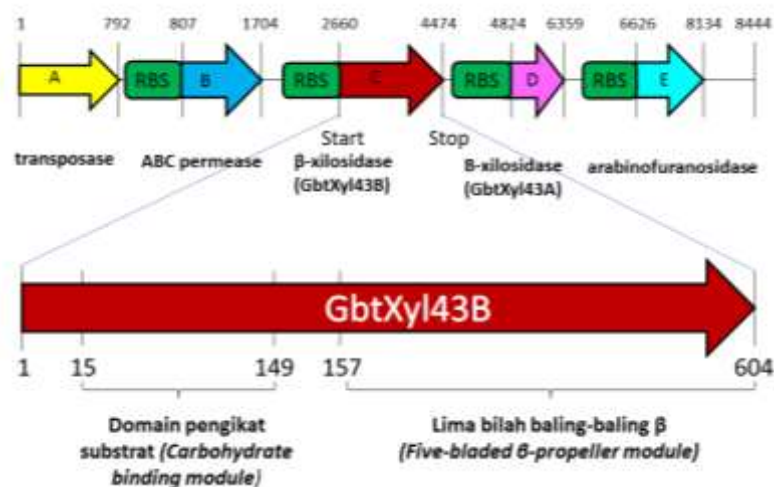 1 792 807 1704 2660 4474 4824 6359 6626 8134 8444
A RBS B RBS C RBS D RBS E
Start Stop
transposase ABC permease β-xilosidase (GbtXyl43B) B-xilosidase (GbtXyl43A) arabinofuranosidase
GbtXyl43B
1 15 149 157 604
Domain pengikat
substrat (Carbohydrate
binding module)
Lima bilah baling-baling β
(Five-bladed β-propeller module)